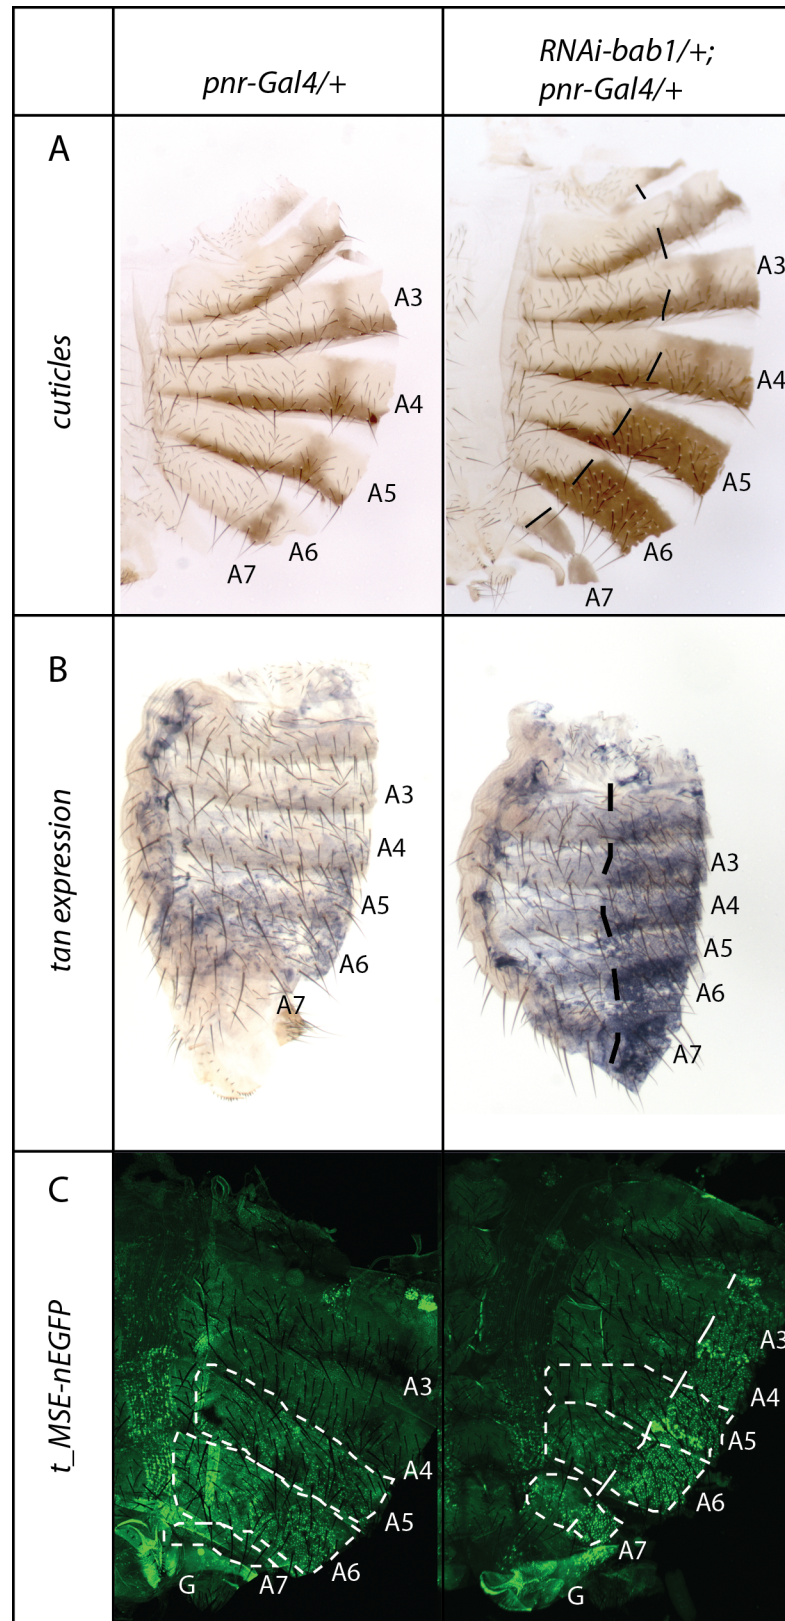 pnr-Gal4/+
RNAi-bab1/+;
pnr-Gal4/+
A
cuticles
A3
A4
A5
A6
A7
A3
A4
A5
A6
A7
B
tan expression
A3
A4
A5
A6
A7
A3
A4
A5
A6
A7
C
t_MSE-nEGFP
A3
A4
A5
A6
A7
G
A3
A4
A5
A6
A7
G